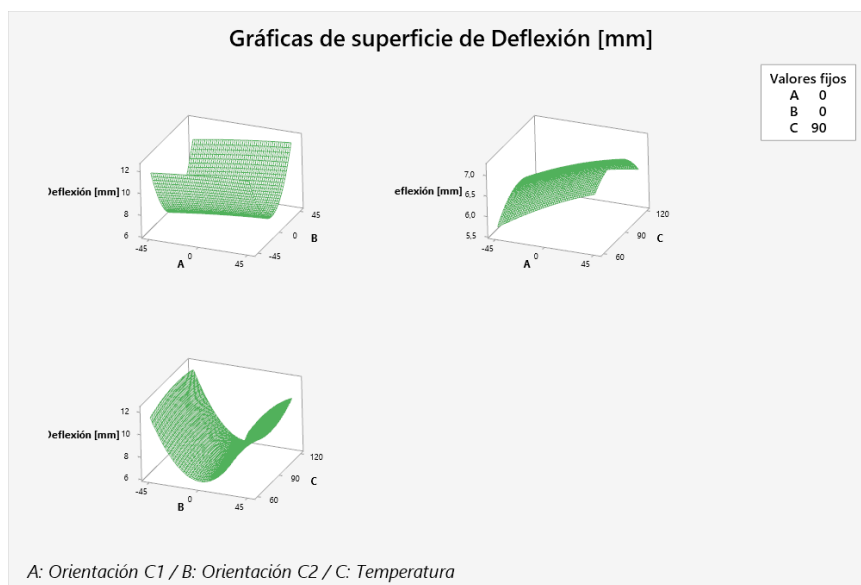 Gráficas de superficie de Deflexión [mm]
Valores fijos
A 0
B 0
C 90
12
10
8
6
Deflexión [mm]
-45
0
45
A
-45
0
45
B
7,0
6,5
6,0
5,5
eflexión [mm]
-45
0
45
A
60
90
120
C
12
10
8
6
Deflexión [mm]
-45
0
45
B
60
90
120
C
A: Orientación C1 / B: Orientación C2 / C: Temperatura